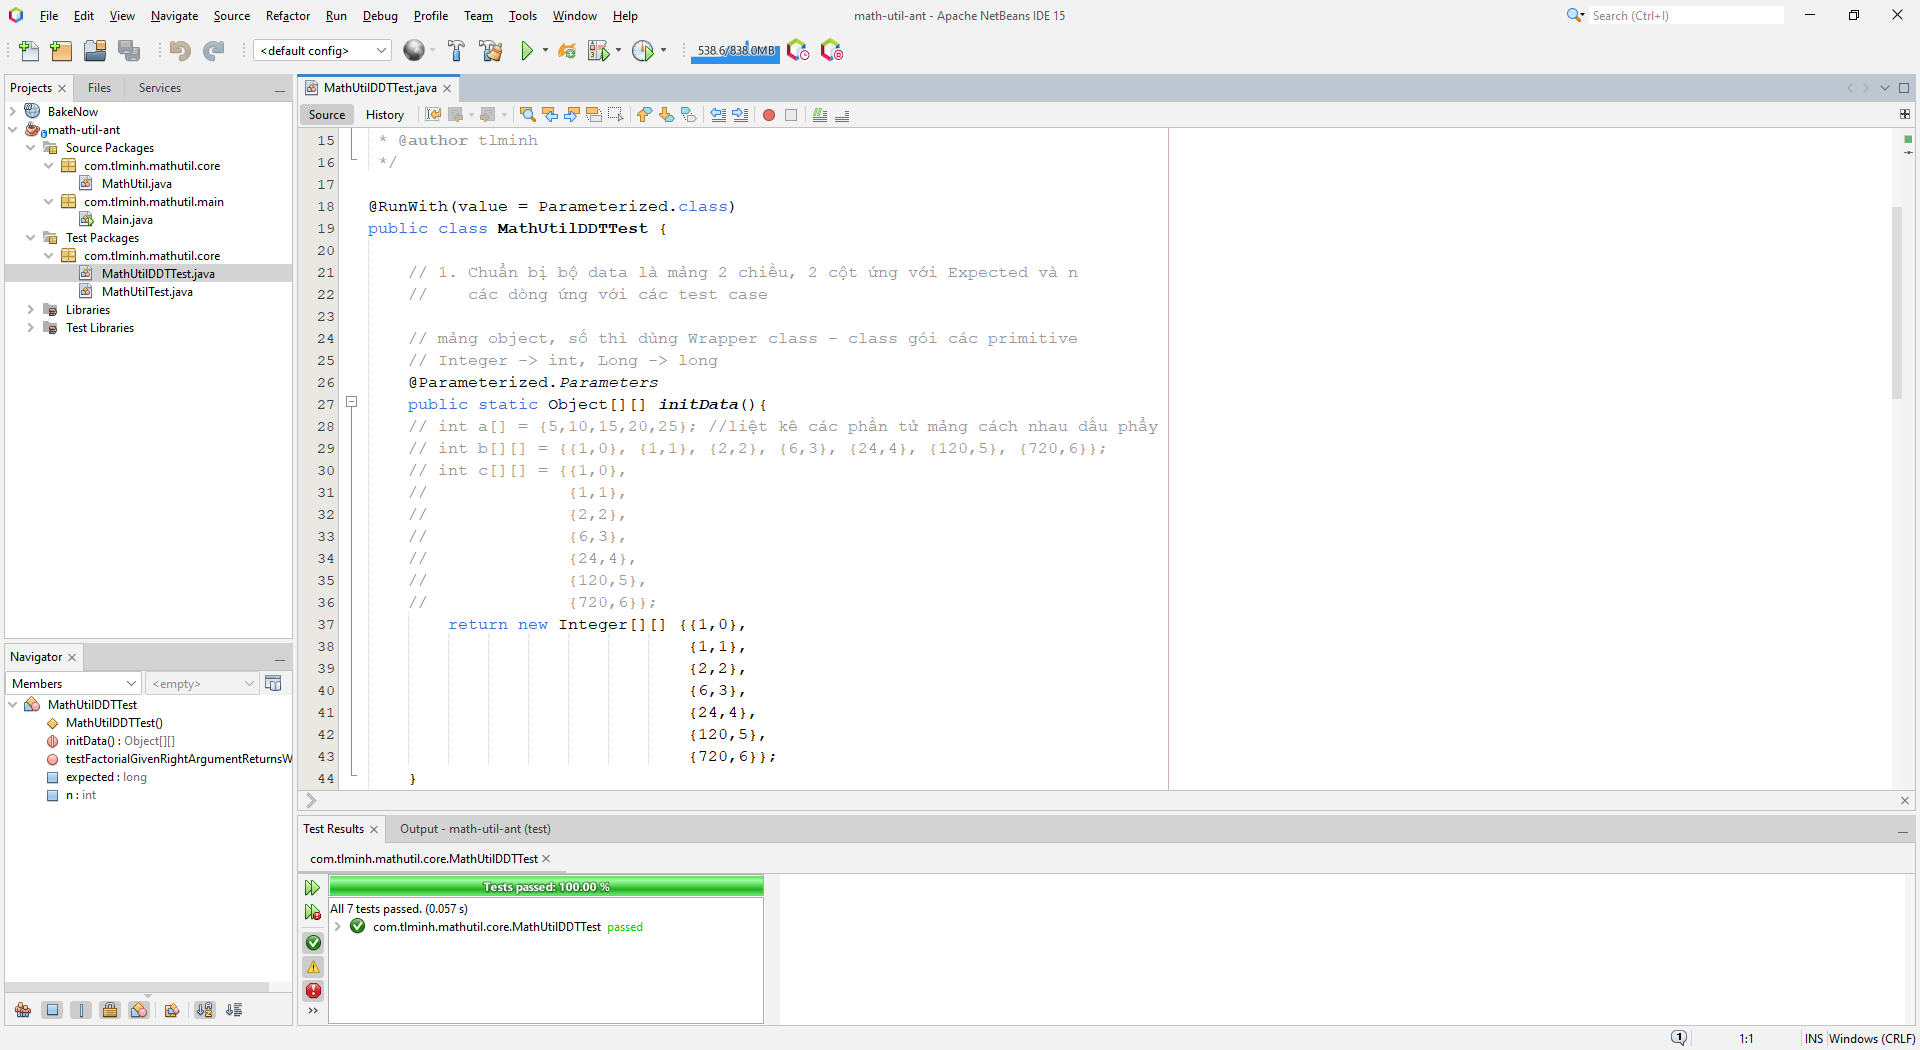 File Edit View Navigate Source Refactor Run Debug Profile Team Tools Window Help
math-util-ant - Apache NetBeans IDE 15
Search (Ctrl+I)
<default config>
538.6/838.0MB
Projects
Files
Services
BakeNow
math-util-ant
Source Packages
com.tlminh.mathutil.core
MathUtil.java
com.tlminh.mathutil.main
Main.java
Test Packages
com.tlminh.mathutil.core
MathUtilDDTTest.java
MathUtilTest.java
Libraries
Test Libraries
Navigator
Members
<empty>
MathUtilDDTTest
MathUtilDDTTest()
initData() : Object[][]
testFactorialGivenRightArgumentReturnsW
expected : long
n : int
MathUtilDDTTest.java
Source
History
15 * @author tlminh
16 */
17
18 @RunWith(value = Parameterized.class)
19 public class MathUtilDDTTest {
20
21 // 1. Chuẩn bị bộ data là mảng 2 chiều, 2 cột ứng với Expected và n
22 // các dòng ứng với các test case
23
24 // mảng object, số thì dùng Wrapper class - class gói các primitive
25 // Integer -> int, Long -> long
26 @Parameterized.Parameters
27 public static Object[][] initData(){
28 // int a[] = {5,10,15,20,25}; //liệt kê các phần tử mảng cách nhau dấu phẩy
29 // int b[][] = {{1,0}, {1,1}, {2,2}, {6,3}, {24,4}, {120,5}, {720,6}};
30 // int c[][] = {{1,0},
31 // {1,1},
32 // {2,2},
33 // {6,3},
34 // {24,4},
35 // {120,5},
36 // {720,6}};
37 return new Integer[][] {{1,0},
38 {1,1},
39 {2,2},
40 {6,3},
41 {24,4},
42 {120,5},
43 {720,6}};
44 }
Test Results
Output - math-util-ant (test)
com.tlminh.mathutil.core.MathUtilDDTTest
Tests passed: 100.00 %
All 7 tests passed. (0.057 s)
com.tlminh.mathutil.core.MathUtilDDTTest passed
1
1:1
INS
Windows (CRLF)